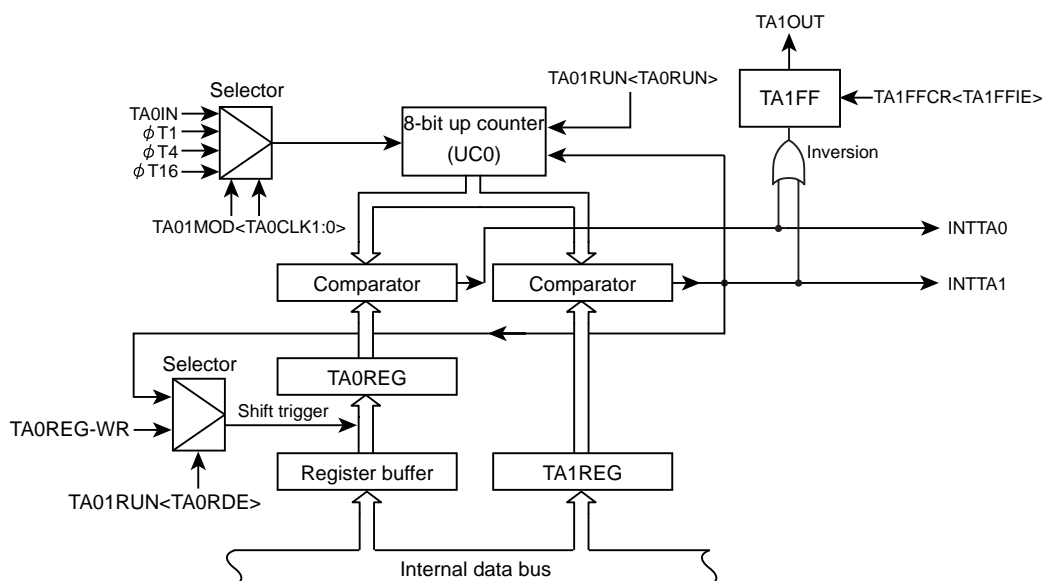 TA1OUT
TA1FF
TA1FFCR<TA1FFIE>
Inversion
TA01RUN<TA0RUN>
Selector
TA0IN
ϕT1
ϕT4
ϕT16
TA01MOD<TA0CLK1:0>
8-bit up counter
(UC0)
INTTA0
Comparator
Comparator
INTTA1
Selector
TA0REG
Shift trigger
TA0REG-WR
Register buffer
TA1REG
TA01RUN<TA0RDE>
Internal data bus